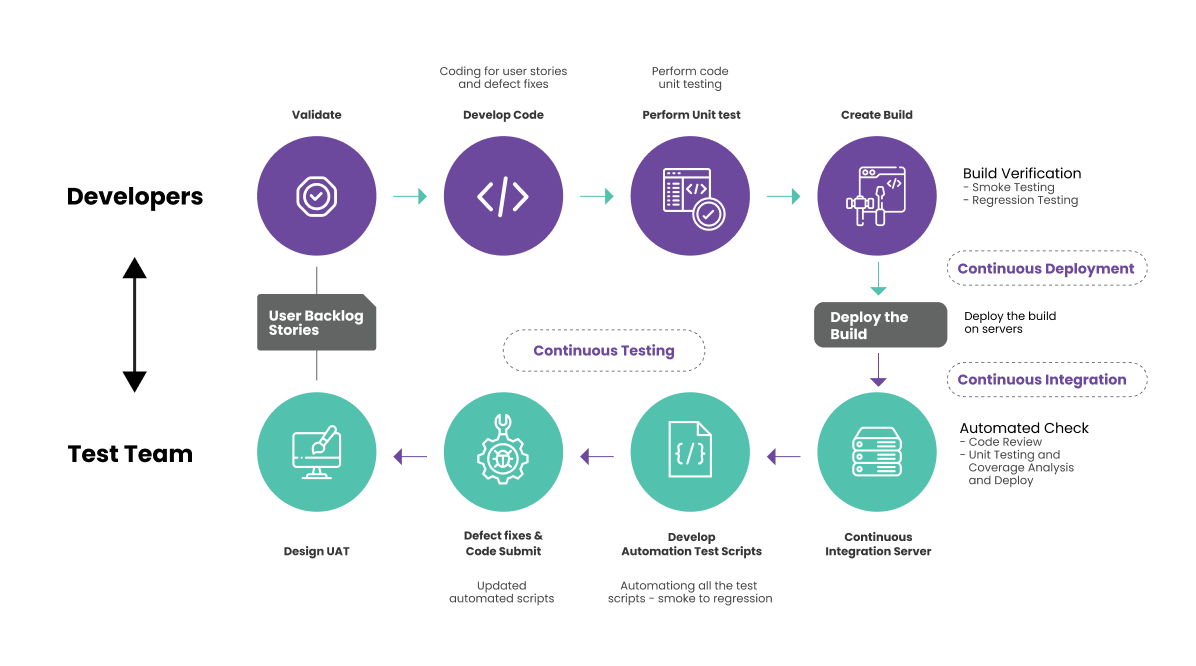 Coding for user stories
and defect fixes
Perform code
unit testing
Validate
Develop Code
Perform Unit test
Create Build
Developers
</>
</>
</>
Build Verification
- Smoke Testing
- Regression Testing
Continuous Deployment
User Backlog
Stories
Deploy the
Build
Deploy the build
on servers
Continuous Testing
Continuous Integration
Test Team
{/}
Automated Check
- Code Review
- Unit Testing and
Coverage Analysis
and Deploy
Design UAT
Defect fixes &
Code Submit
Develop
Automation Test Scripts
Continuous
Integration Server
Updated
automated scripts
Automationg all the test
scripts - smoke to regression